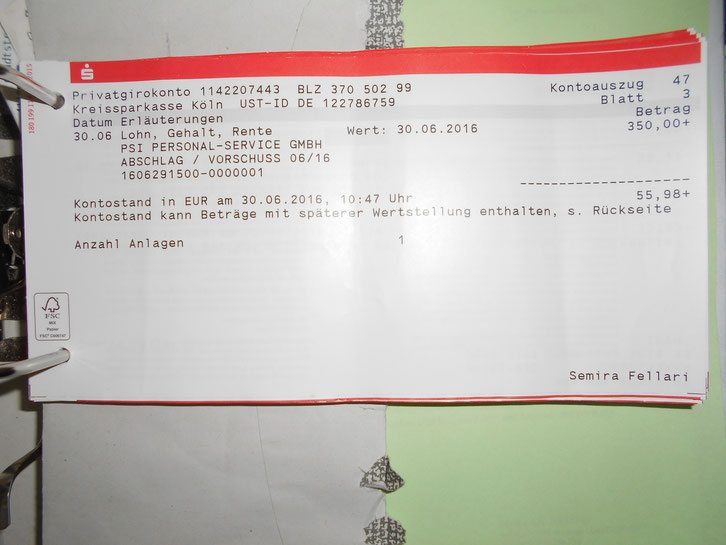 Privatgirokonto 1142207443 BLZ 370 502 99 Kontoauszug 47
Kreissparkasse Köln UST-ID DE 122786759 Blatt 3
Datum Erläuterungen Betrag
30.06 Lohn, Gehalt, Rente Wert: 30.06.2016 350,00+
PSI PERSONAL-SERVICE GMBH
ABSCHLAG / VORSCHUSS 06/16
1606291500-0000001
Kontostand in EUR am 30.06.2016, 10:47 Uhr 55,98+
Kontostand kann Beträge mit späterer Wertstellung enthalten, s. Rückseite
Anzahl Anlagen 1
FSC
MIX
Papier
Semira Fellari